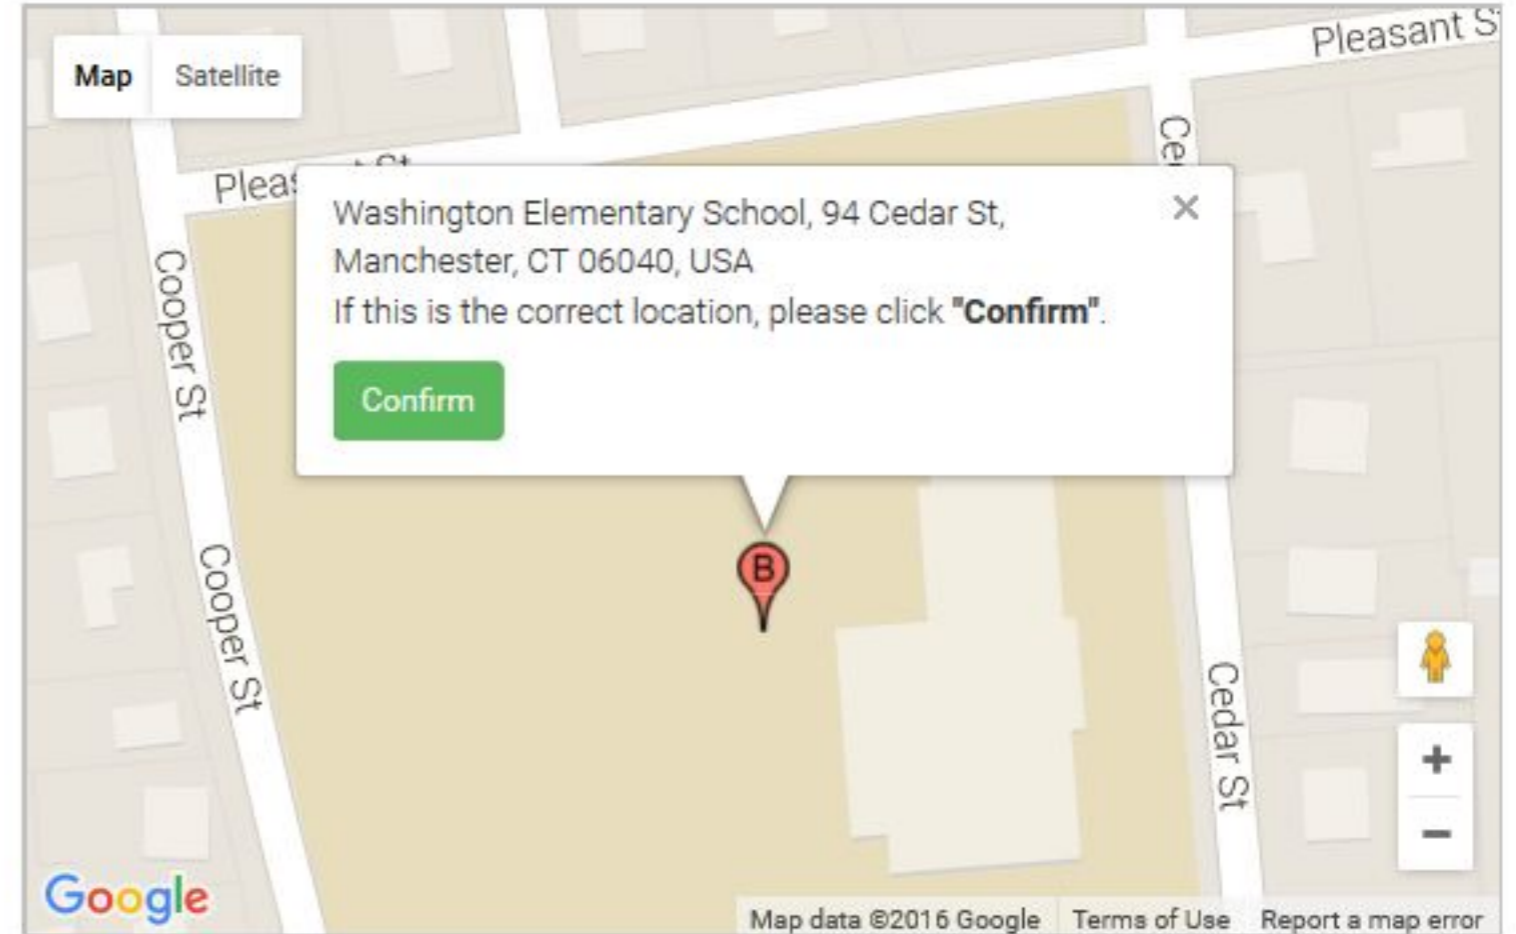 Pleasant S
Map Satellite
Ce
Pleas
Washington Elementary School, 94 Cedar St,
Manchester, CT 06040, USA
If this is the correct location, please click "Confirm".
Confirm
Cooper St
B
Cooper St
Cedar St
Google
Map data ©2016 Google Terms of Use Report a map error